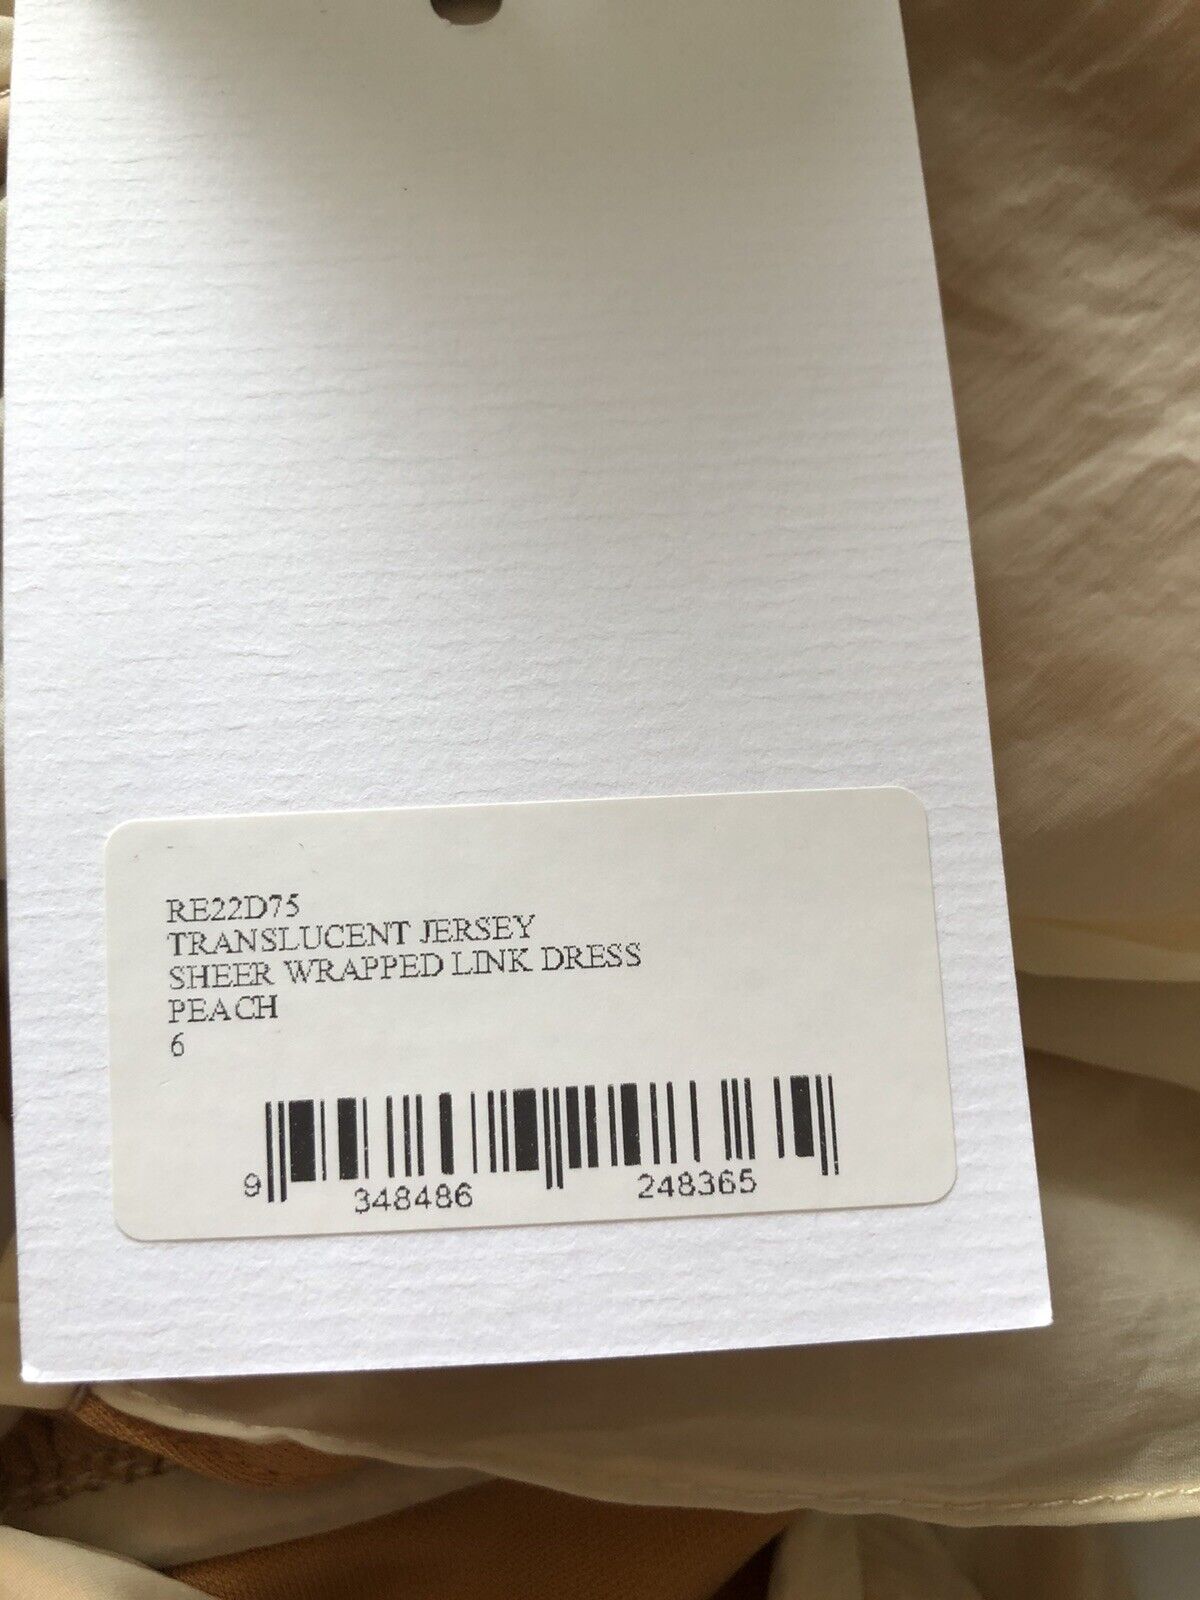 RE22D75
TRANSLUCENT JERSEY
SHEER WRAPPED LINK DRESS
PEACH
6
9 348486 248365